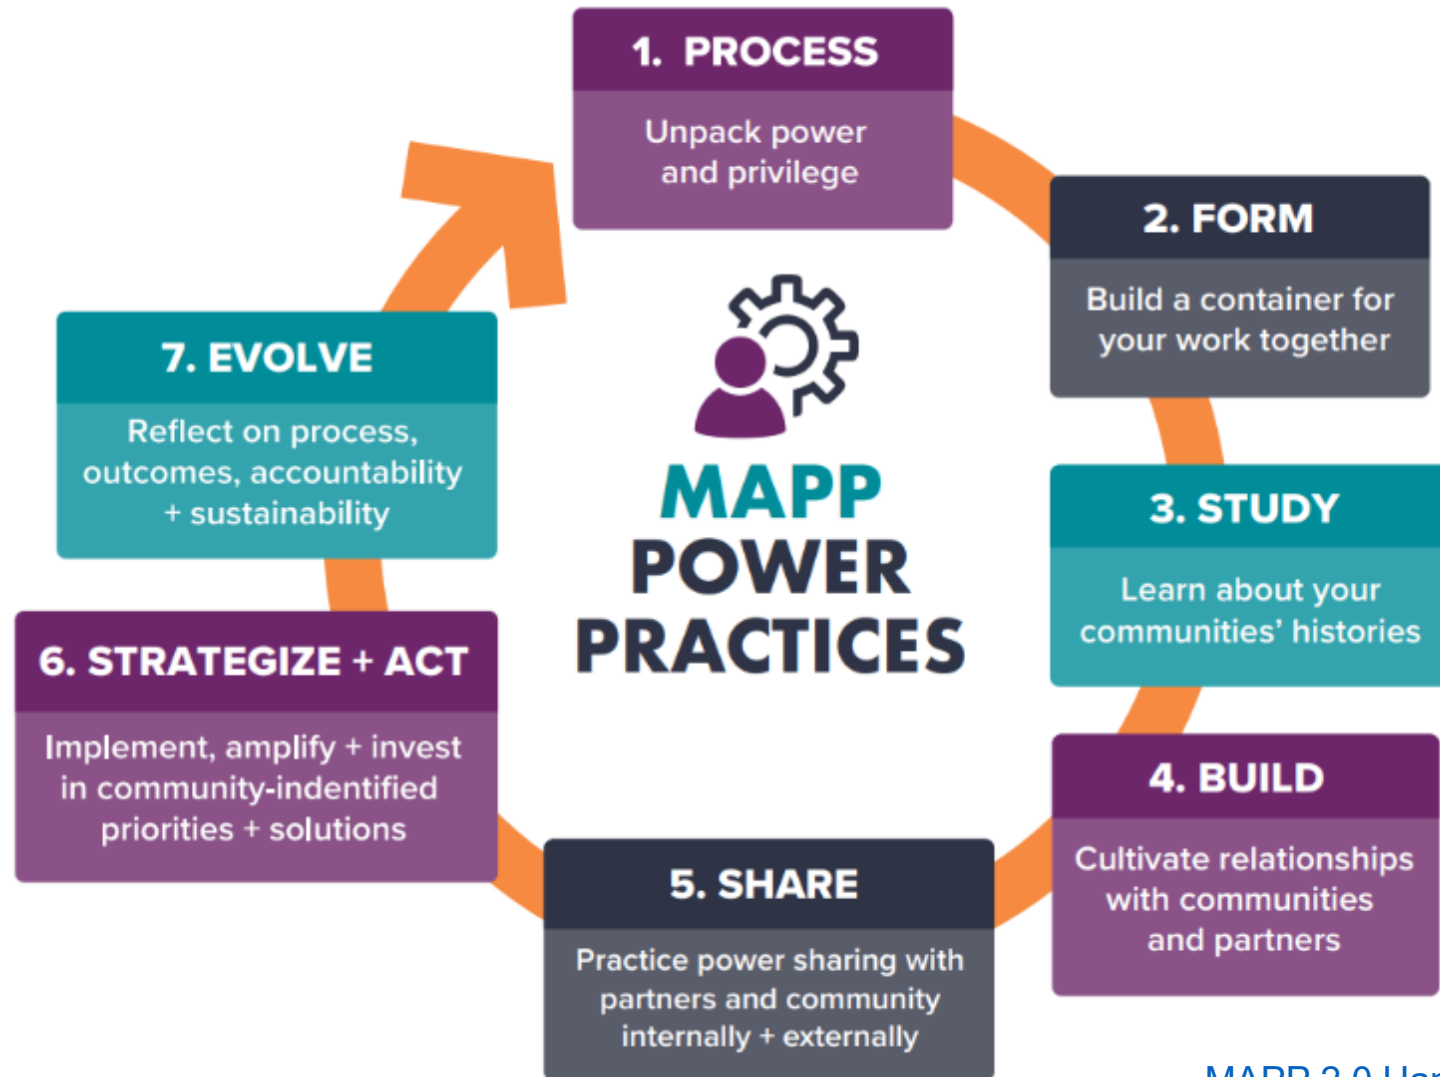 1. PROCESS
Unpack power
and privilege
2. FORM
Build a container for
your work together
3. STUDY
Learn about your
communities' histories
4. BUILD
Cultivate relationships
with communities
and partners
5. SHARE
Practice power sharing with
partners and community
internally + externally
6. STRATEGIZE + ACT
Implement, amplify + invest
in community-indentified
priorities + solutions
7. EVOLVE
Reflect on process,
outcomes, accountability
+ sustainability
MAPP
POWER
PRACTICES